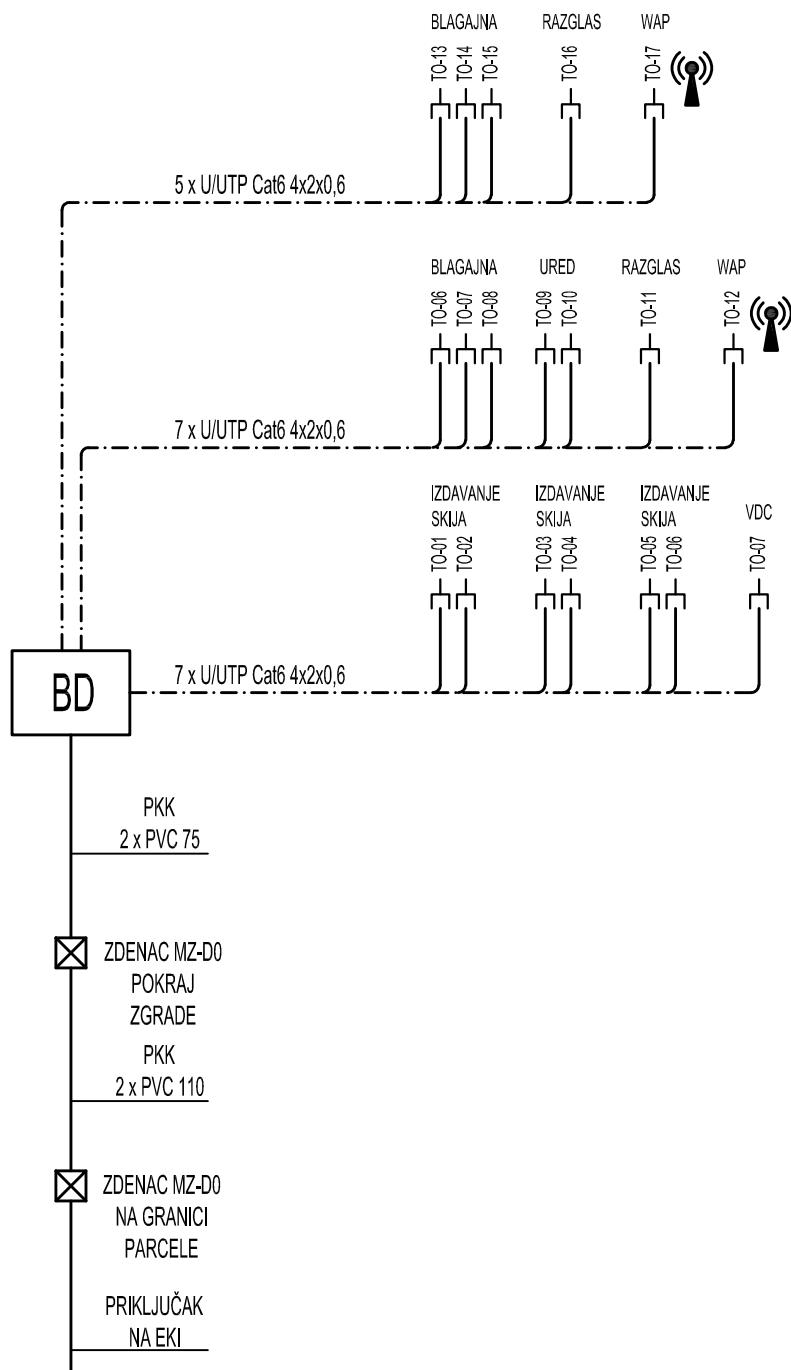 BLAGAJNA RAZGLAS WAP
TO-13 TO-14 TO-15 TO-16 TO-17
5 x U/UTP Cat6 4x2x0,6
BLAGAJNA URED RAZGLAS WAP
TO-06 TO-07 TO-08 TO-09 TO-10 TO-11 TO-12
7 x U/UTP Cat6 4x2x0,6
IZDAVANJE IZDAVANJE IZDAVANJE
SKIJA SKIJA SKIJA VDC
TO-01 TO-02 TO-03 TO-04 TO-05 TO-06 TO-07
7 x U/UTP Cat6 4x2x0,6
BD
PKK
2 x PVC 75
ZDENAC MZ-D0
POKRAJ
ZGRADE
PKK
2 x PVC 110
ZDENAC MZ-D0
NA GRANICI
PARCELE
PRIKLJUČAK
NA EKI